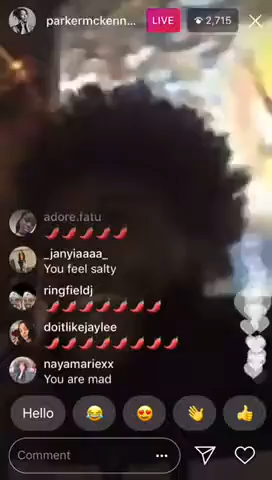 parkermckenn...
LIVE
2,715
adore.fatu
🌶️🌶️🌶️🌶️🌶️
_janyiaaaa_
You feel salty
ringfieldj
🌶️🌶️🌶️🌶️🌶️🌶️🌶️
doitlikejaylee
🌶️🌶️🌶️🌶️🌶️🌶️🌶️🌶️
nayamariexx
You are mad
Hello 😂 😍 👋 👍
Comment ...